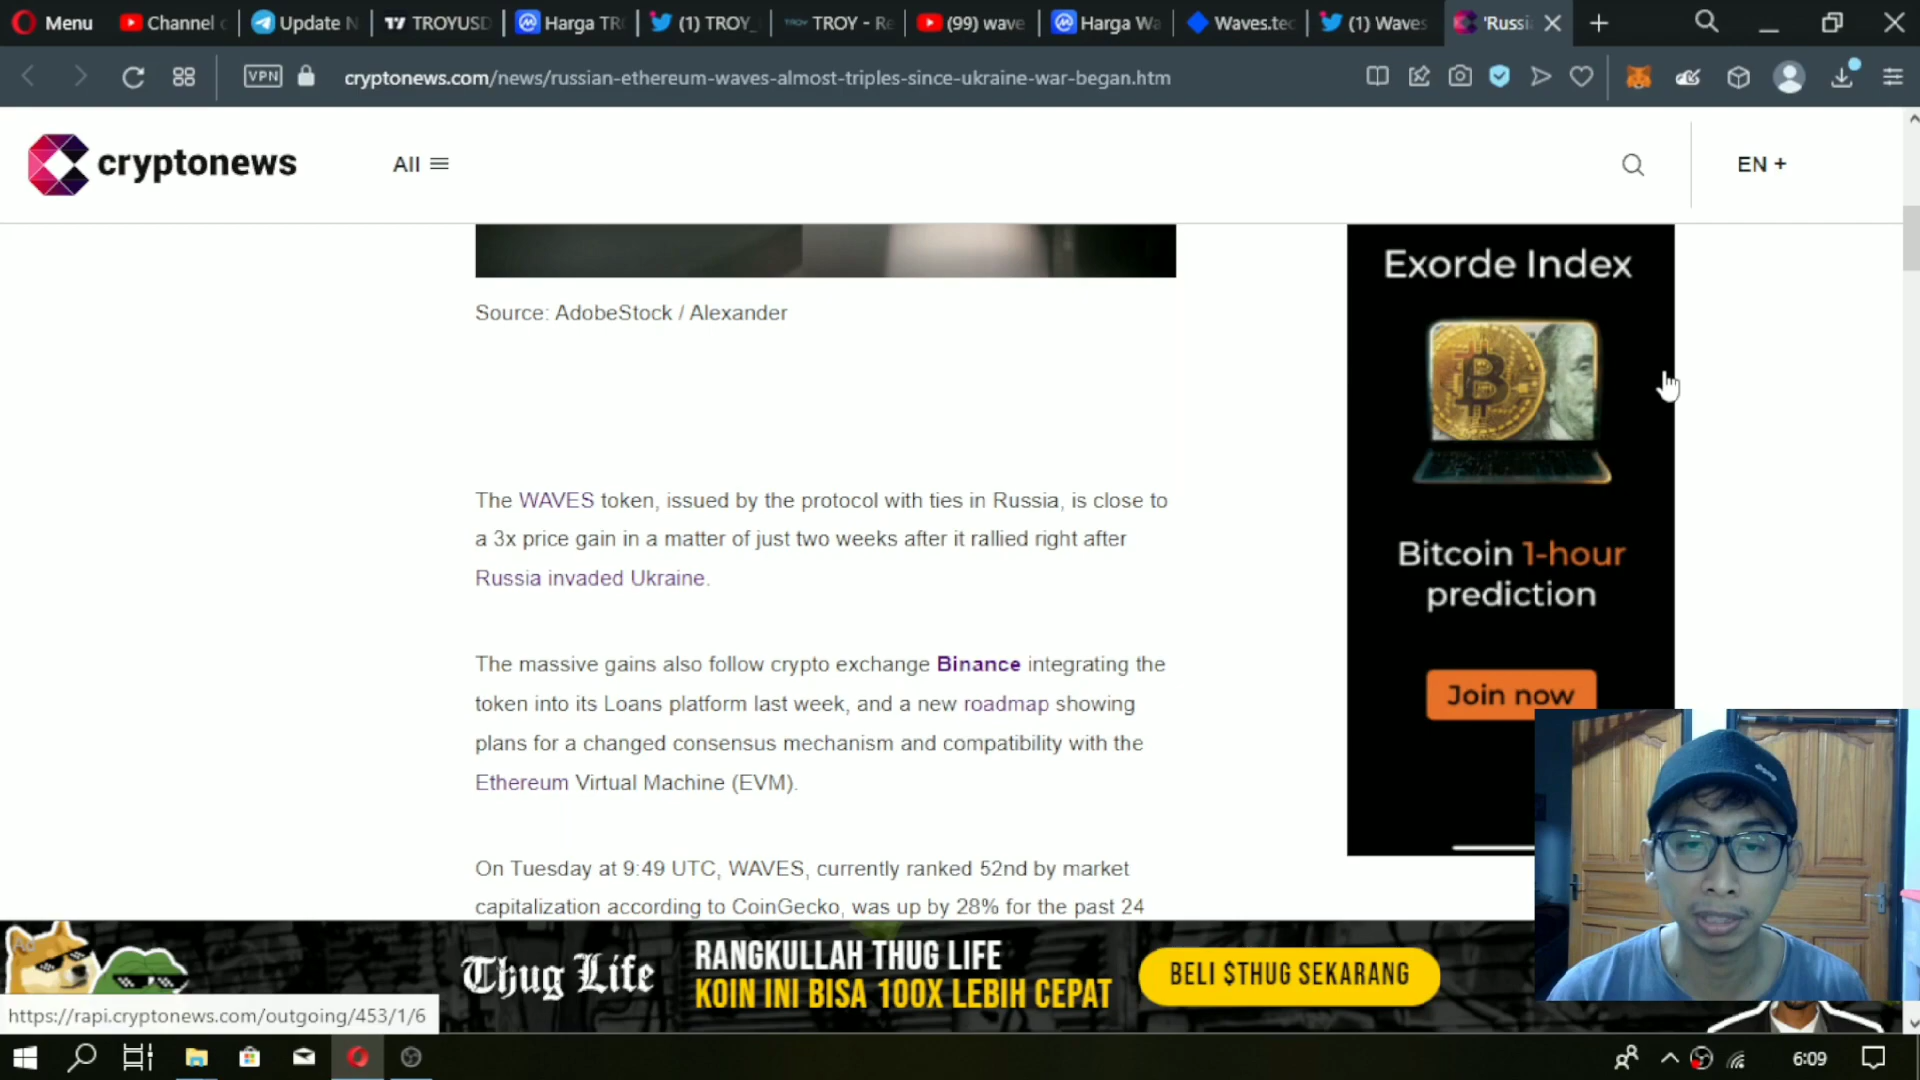 Menu
Channel
Update N
TROYUSD
Harga TR
(1) TROY_
TROY
TROY - Re
(99) wave
Harga Wa
Waves.tec
(1) Waves
'Russi
VPN
cryptonews.com/news/russian-ethereum-waves-almost-triples-since-ukraine-war-began.htm
cryptonews
All
EN +
Source: AdobeStock / Alexander
The WAVES token, issued by the protocol with ties in Russia, is close to
a 3x price gain in a matter of just two weeks after it rallied right after
Russia invaded Ukraine.
The massive gains also follow crypto exchange Binance integrating the
token into its Loans platform last week, and a new roadmap showing
plans for a changed consensus mechanism and compatibility with the
Ethereum Virtual Machine (EVM).
On Tuesday at 9:49 UTC, WAVES, currently ranked 52nd by market
capitalization according to CoinGecko, was up by 28% for the past 24
Exorde Index
Bitcoin 1-hour
prediction
Join now
Thug Life
RANGKULLAH THUG LIFE
KOIN INI BISA 100X LEBIH CEPAT
BELI $THUG SEKARANG
https://rapi.cryptonews.com/outgoing/453/1/6
6:09